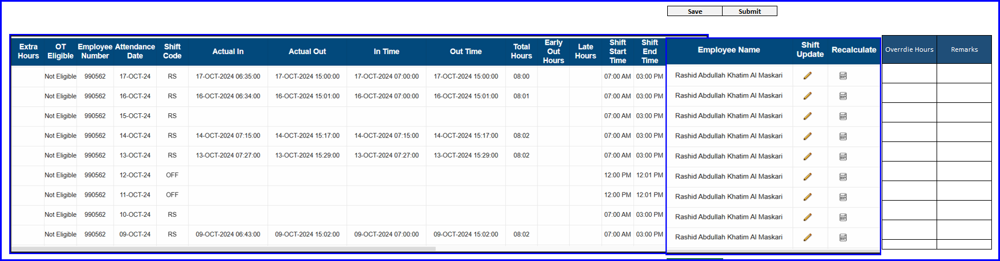 Save Submit
Extra Hours OT Eligible Employee Number Attendance Date Shift Code Actual In Actual Out In Time Out Time Total Hours Early Out Hours Late Hours Shift Start Time Shift End Time Employee Name Shift Update Recalculate Overrdie Hours Remarks
Not Eligible 990562 17-OCT-24 RS 17-OCT-2024 06:35:00 17-OCT-2024 15:00:00 17-OCT-2024 07:00:00 17-OCT-2024 15:00:00 08:00 07:00 AM 03:00 PM Rashid Abdullah Khatim Al Maskari
Not Eligible 990562 16-OCT-24 RS 16-OCT-2024 06:34:00 16-OCT-2024 15:01:00 16-OCT-2024 07:00:00 16-OCT-2024 15:01:00 08:01 07:00 AM 03:00 PM Rashid Abdullah Khatim Al Maskari
Not Eligible 990562 15-OCT-24 RS 07:00 AM 03:00 PM Rashid Abdullah Khatim Al Maskari
Not Eligible 990562 14-OCT-24 RS 14-OCT-2024 07:15:00 14-OCT-2024 15:17:00 14-OCT-2024 07:15:00 14-OCT-2024 15:17:00 08:02 07:00 AM 03:00 PM Rashid Abdullah Khatim Al Maskari
Not Eligible 990562 13-OCT-24 RS 13-OCT-2024 07:27:00 13-OCT-2024 15:29:00 13-OCT-2024 07:27:00 13-OCT-2024 15:29:00 08:02 07:00 AM 03:00 PM Rashid Abdullah Khatim Al Maskari
Not Eligible 990562 12-OCT-24 OFF 12:00 PM 12:01 PM Rashid Abdullah Khatim Al Maskari
Not Eligible 990562 11-OCT-24 OFF 12:00 PM 12:01 PM Rashid Abdullah Khatim Al Maskari
Not Eligible 990562 10-OCT-24 RS 07:00 AM 03:00 PM Rashid Abdullah Khatim Al Maskari
Not Eligible 990562 09-OCT-24 RS 09-OCT-2024 06:43:00 09-OCT-2024 15:02:00 09-OCT-2024 07:00:00 09-OCT-2024 15:02:00 08:02 07:00 AM 03:00 PM Rashid Abdullah Khatim Al Maskari